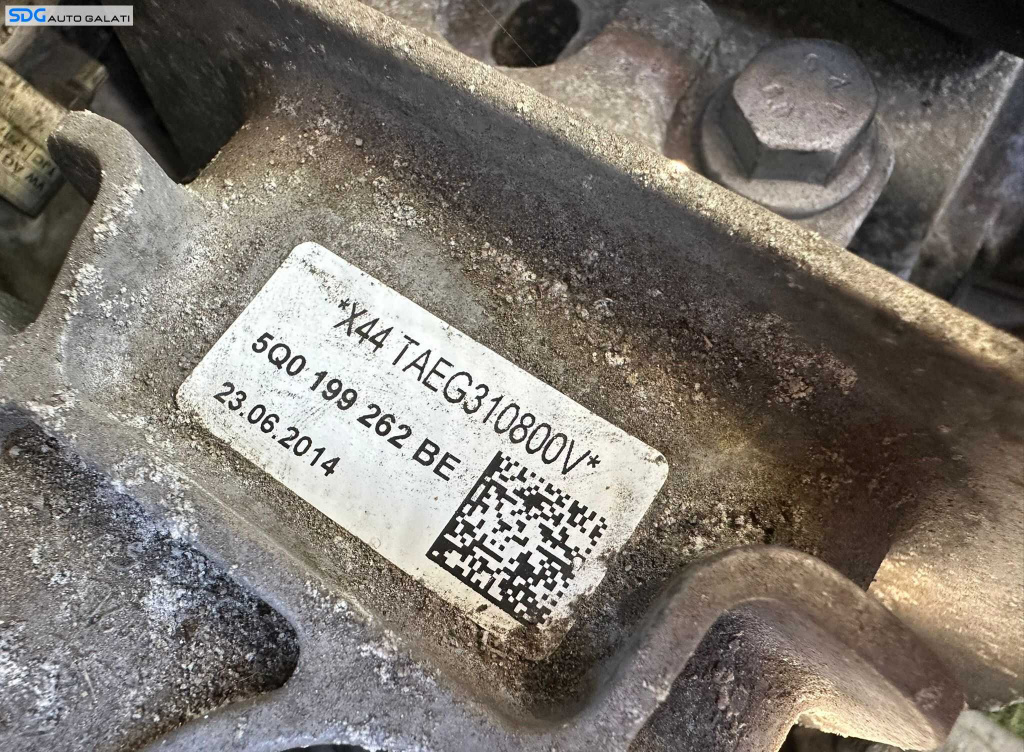 SDG AUTO GALATI
*X44 TAEG310800V*
5Q0 199 262 BE
23.06.2014